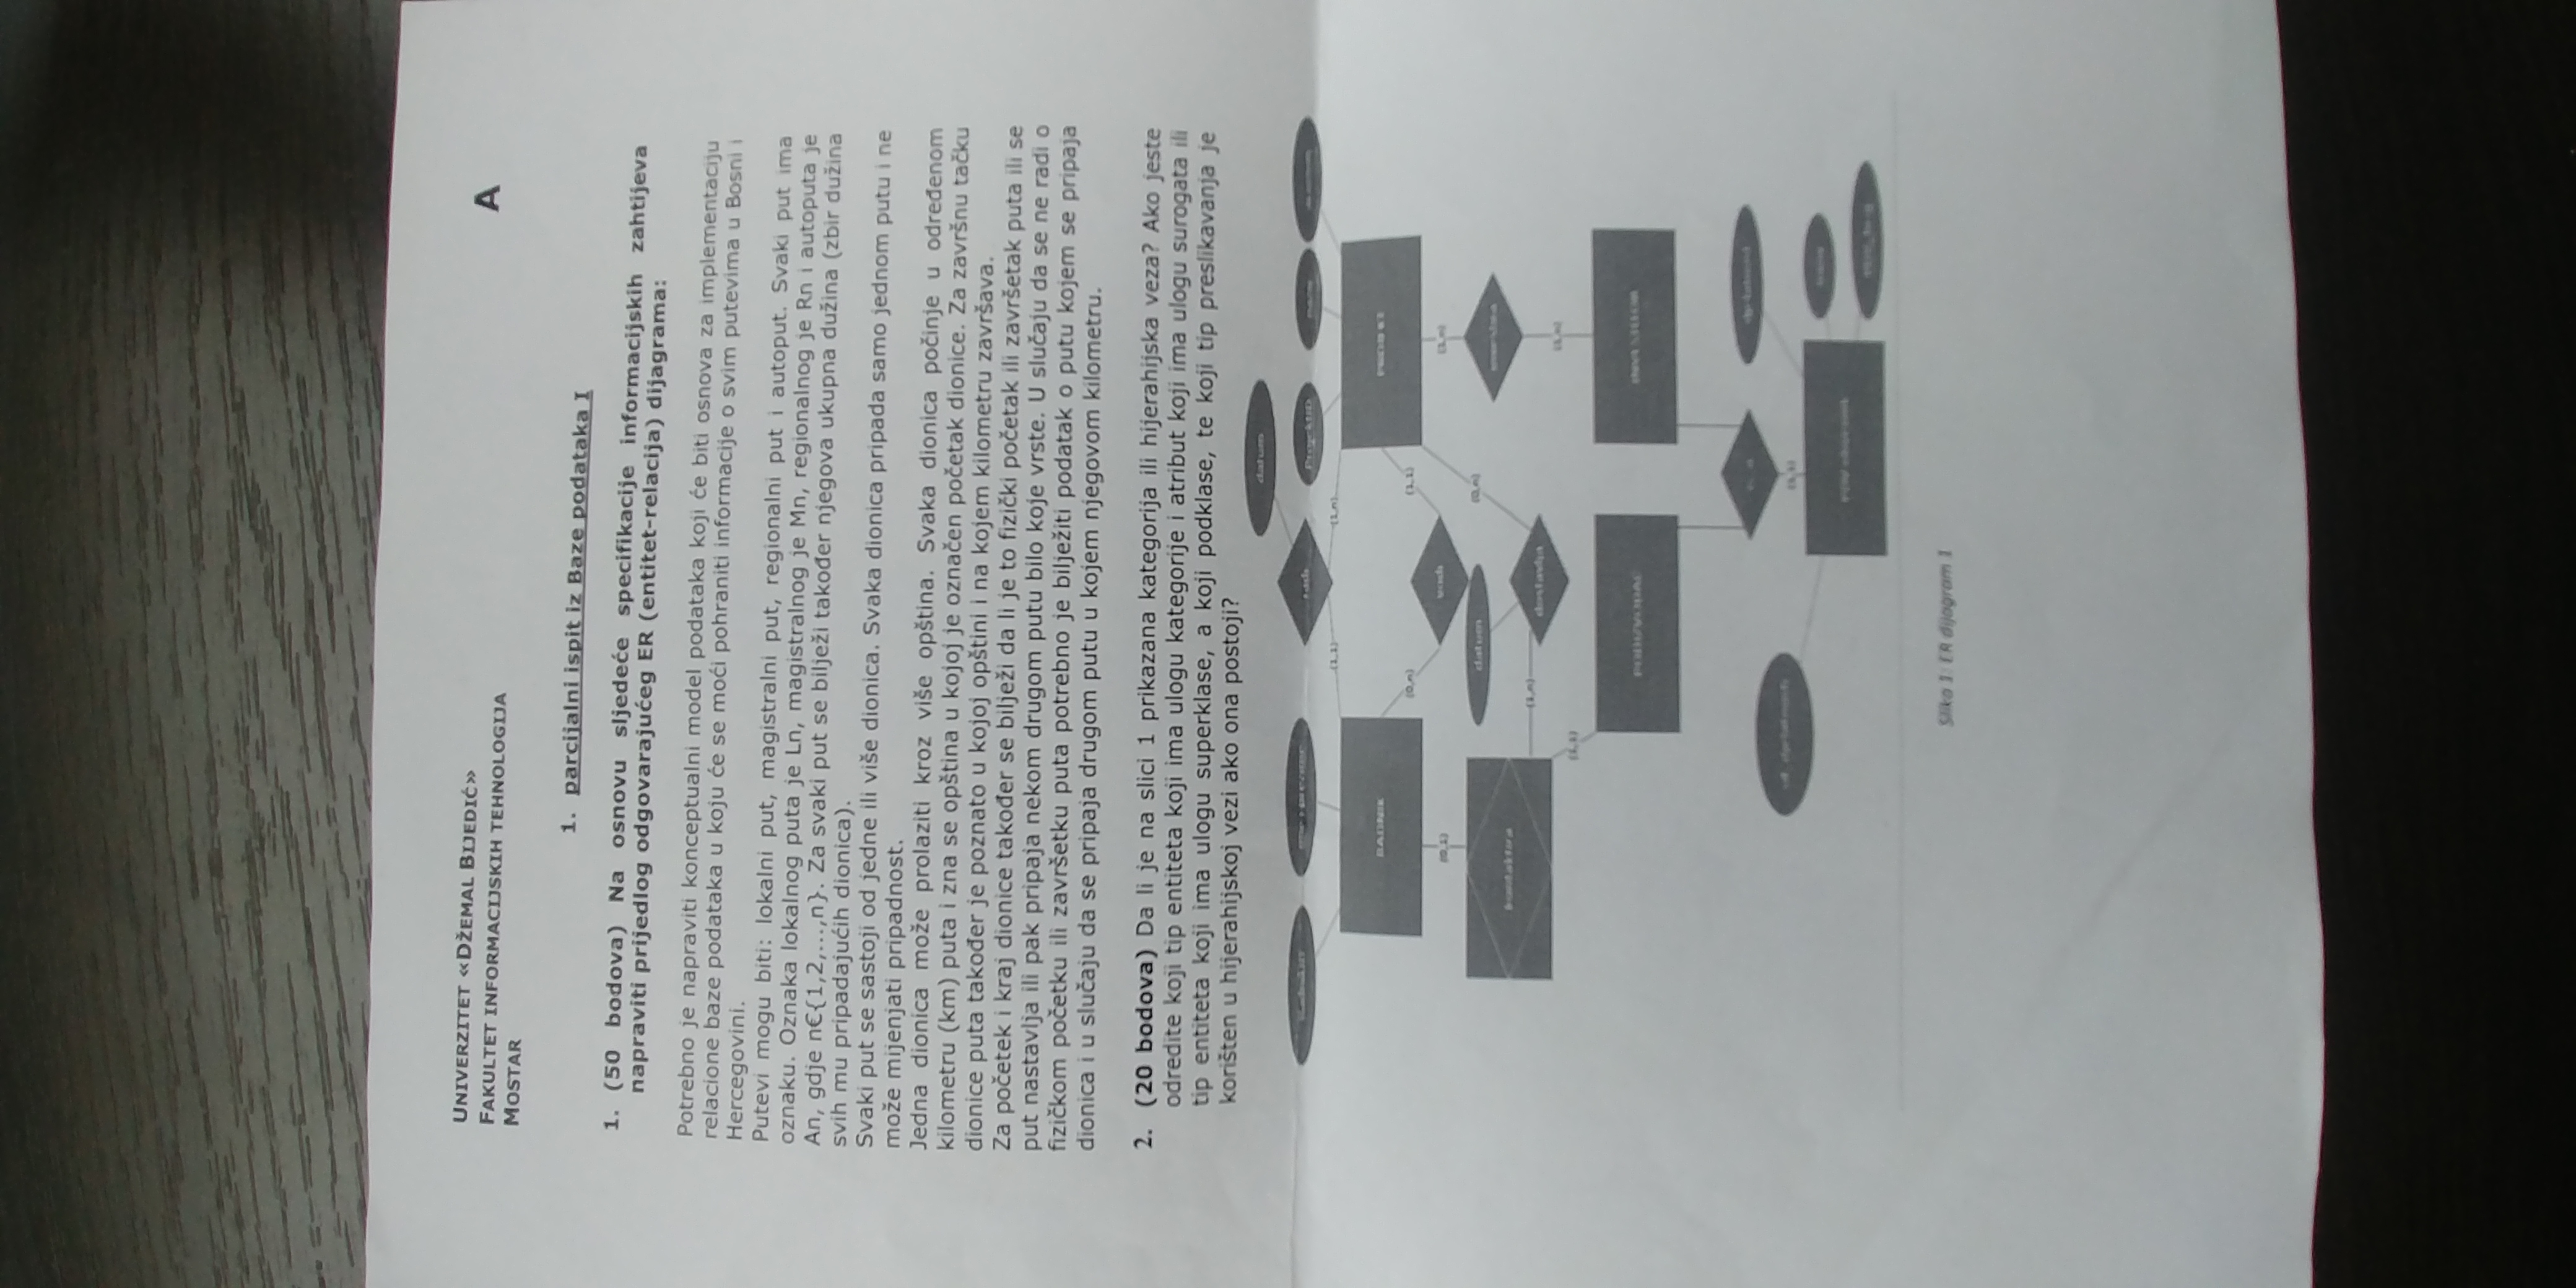 UNIVERZITET «DŽEMAL BIJEDIĆ»
FAKULTET INFORMACIJSKIH TEHNOLOGIJA
MOSTAR
A
1. parcijalni ispit iz Baze podataka I
1. (50 bodova) Na osnovu sljedeće specifikacije informacijskih zahtijeva
napraviti prijedlog odgovarajućeg ER (entitet-relacija) dijagrama:
Potrebno je napraviti konceptualni model podataka koji će biti osnova za implementaciju
relacione baze podataka u koju će se moći pohraniti informacije o svim putevima u Bosni i
Hercegovini.
Putevi mogu biti: lokalni put, magistralni put, regionalni put i autoput. Svaki put ima
oznaku. Oznaka lokalnog puta je Ln, magistralnog je Mn, regionalnog je Rn i autoputa je
An, gdje n€{1,2,...,n}. Za svaki put se bilježi također njegova ukupna dužina (zbir dužina
svih mu pripadajućih dionica).
Svaki put se sastoji od jedne ili više dionica. Svaka dionica pripada samo jednom putu i ne
može mijenjati pripadnost.
Jedna dionica može prolaziti kroz više opština. Svaka dionica počinje u određenom
kilometru (km) puta i zna se opština u kojoj je označen početak dionice. Za završnu tačku
dionice puta također je poznato u kojoj opštini i na kojem kilometru završava.
Za početek i kraj dionice također se bilježi da li je to fizički početak ili završetak puta ili se
put nastavlja ili pak pripaja nekom drugom putu bilo koje vrste. U slučaju da se ne radi o
fizičkom početku ili završetku puta potrebno je bilježiti podatak o putu kojem se pripaja
dionica i u slučaju da se pripaja drugom putu u kojem njegovom kilometru.
2. (20 bodova) Da li je na slici 1 prikazana kategorija ili hijerahijska veza? Ako jeste
odredite koji tip entiteta koji ima ulogu kategorije i atribut koji ima ulogu surogata ili
tip entiteta koji ima ulogu superklase, a koji podklase, te koji tip preslikavanja je
korišten u hijerahijskoj vezi ako ona postoji?
datum
radi
ProjektID
(1,1) (1,n)
RADNIK
PROJEKT
(0,n) (1,1)
vodi
(0,1)
(1,n)
datum
(0,n)
kontaktira
(1,n)
dostavlja
(1,n)
(1,1)
PODIZVOĐAČ
INVESTITOR
(1,1)
Slika 1: ER dijagram 1